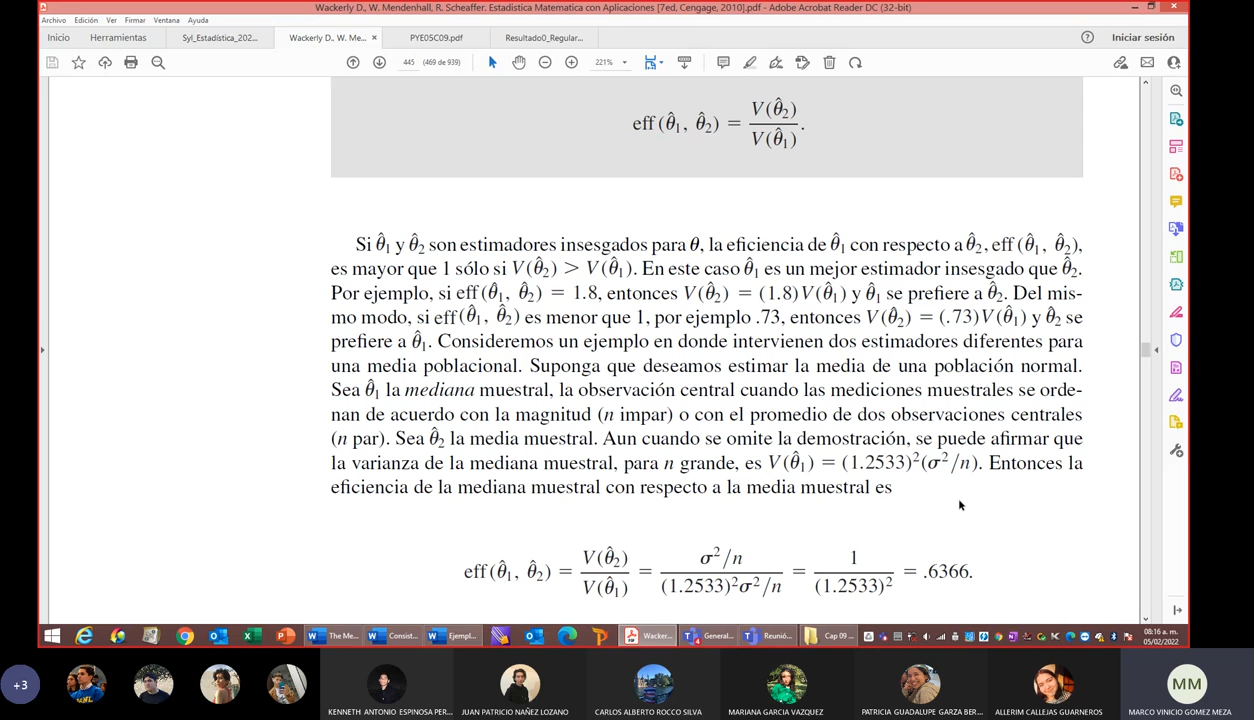 Wackerly D., W. Mendenhall, R. Scheaffer. Estadística Matematica con Aplicaciones [7ed, Cengage, 2010].pdf - Adobe Acrobat Reader DC (32-bit)
Archivo Edición Ver Firmar Ventana Ayuda
Inicio Herramientas Syl_Estadística_202... Wackerly D., W. Me... × PYE05C09.pdf Resultado0_Regular... Iniciar sesión
445 (469 de 939) 221%
eff(θ̂₁, θ̂₂) = V(θ̂₂)/V(θ̂₁).
Si θ̂₁ y θ̂₂ son estimadores insesgados para θ, la eficiencia de θ̂₁ con respecto a θ̂₂, eff(θ̂₁, θ̂₂),
es mayor que 1 sólo si V(θ̂₂) > V(θ̂₁). En este caso θ̂₁ es un mejor estimador insesgado que θ̂₂.
Por ejemplo, si eff(θ̂₁, θ̂₂) = 1.8, entonces V(θ̂₂) = (1.8)V(θ̂₁) y θ̂₁ se prefiere a θ̂₂. Del mis-
mo modo, si eff(θ̂₁, θ̂₂) es menor que 1, por ejemplo .73, entonces V(θ̂₂) = (.73)V(θ̂₁) y θ̂₂ se
prefiere a θ̂₁. Consideremos un ejemplo en donde intervienen dos estimadores diferentes para
una media poblacional. Suponga que deseamos estimar la media de una población normal.
Sea θ̂₁ la mediana muestral, la observación central cuando las mediciones muestrales se orde-
nan de acuerdo con la magnitud (n impar) o con el promedio de dos observaciones centrales
(n par). Sea θ̂₂ la media muestral. Aun cuando se omite la demostración, se puede afirmar que
la varianza de la mediana muestral, para n grande, es V(θ̂₁) = (1.2533)²(σ²/n). Entonces la
eficiencia de la mediana muestral con respecto a la media muestral es
eff(θ̂₁, θ̂₂) = V(θ̂₂)/V(θ̂₁) = σ²/n / (1.2533)²σ²/n = 1/(1.2533)² = .6366.
The Me... Consist... Ejempl... Wacker... General... Reunió... Cap 09 ... 08:16 a. m.
05/02/2022
+3 MM
KENNETH ANTONIO ESPINOSA PER... JUAN PATRICIO NAÑEZ LOZANO CARLOS ALBERTO ROCCO SILVA MARIANA GARCIA VAZQUEZ PATRICIA GUADALUPE GARZA BER... ALLERIM CALLEJAS GUARNEROS MARCO VINICIO GOMEZ MEZA